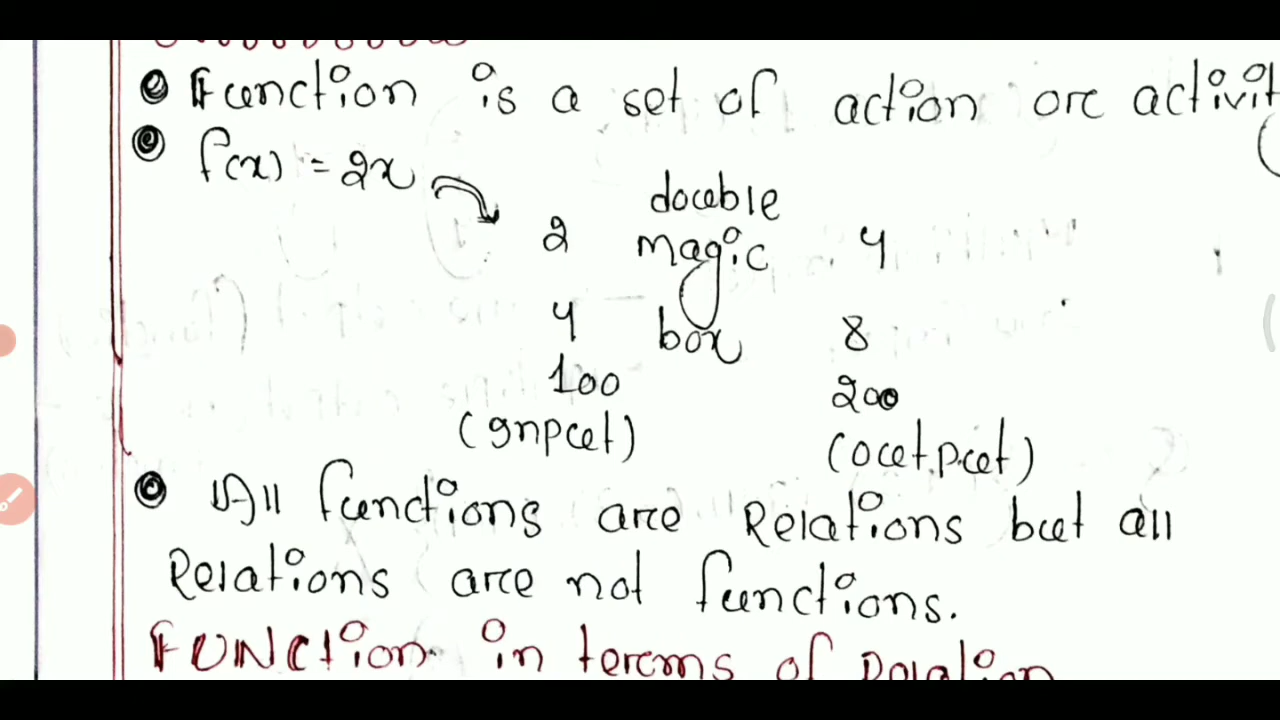 Function is a set of action or activit
f(x) = 2x
double
2 magic 4
4 box 8
100 200
(input) (output)
All functions are Relations but all
Relations are not functions.
FUNCtion in terms of Relation